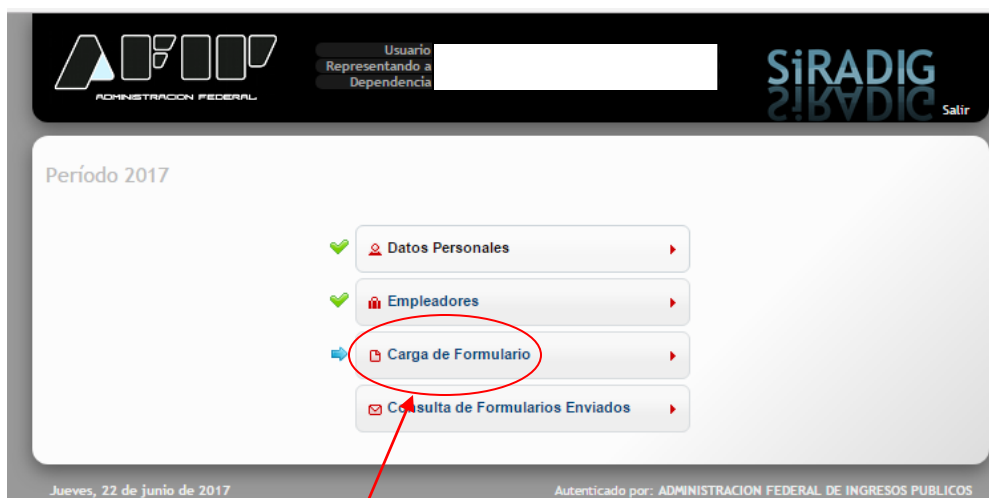 AFIP
ADMINISTRACION FEDERAL
Usuario
Representando a
Dependencia
SiRADIG
Salir
Período 2017
Datos Personales
Empleadores
Carga de Formulario
Consulta de Formularios Enviados
Jueves, 22 de junio de 2017
Autenticado por: ADMINISTRACION FEDERAL DE INGRESOS PUBLICOS